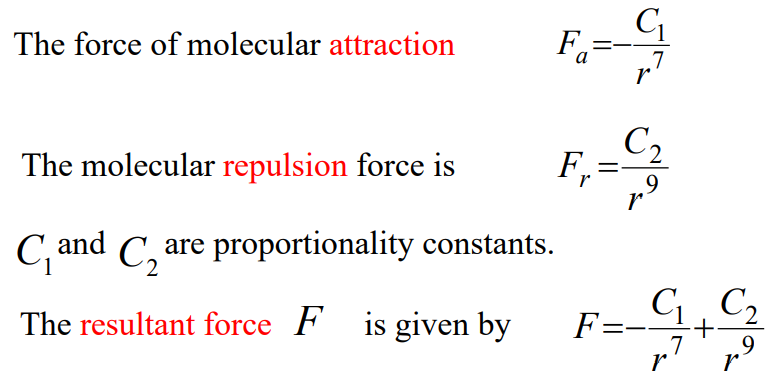 The force of molecular attraction F_a=-C_1/r^7
The molecular repulsion force is F_r=C_2/r^9
C_1 and C_2 are proportionality constants.
The resultant force F is given by F=-C_1/r^7+C_2/r^9